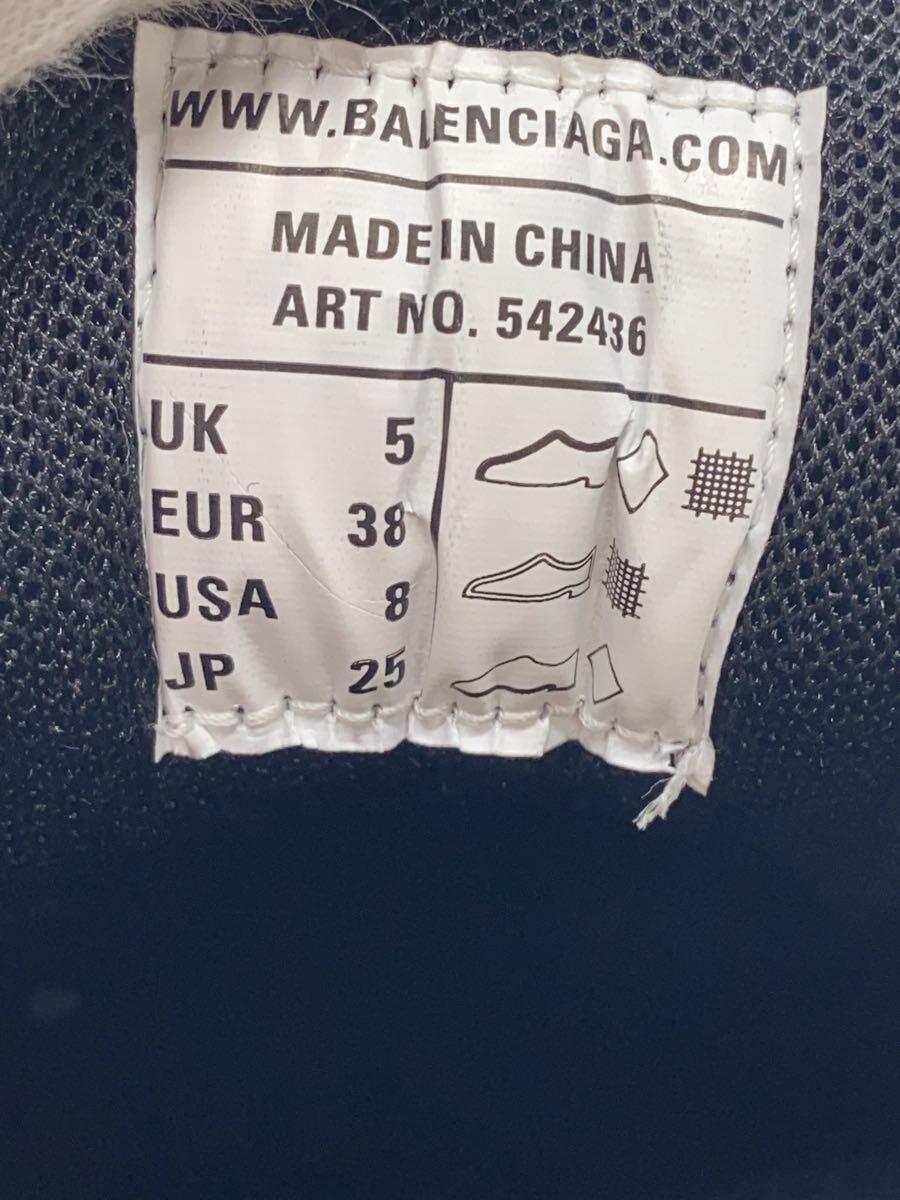 WWW.BALENCIAGA.COM
MADE IN CHINA
ART NO. 542436
UK 5
EUR 38
USA 8
JP 25